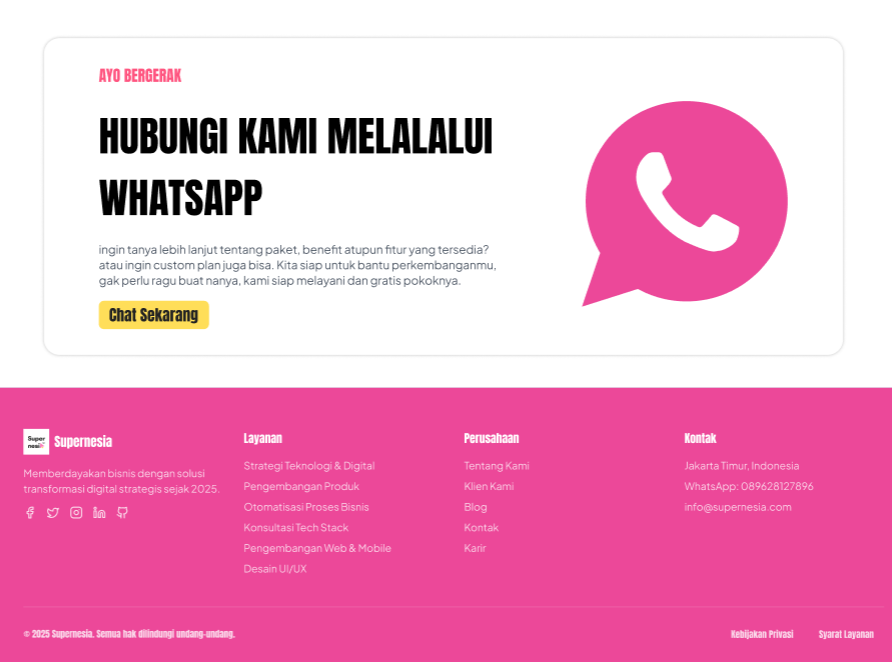 AYO BERGERAK
HUBUNGI KAMI MELALALUI
WHATSAPP
ingin tanya lebih lanjut tentang paket, benefit atupun fitur yang tersedia?
atau ingin custom plan juga bisa. Kita siap untuk bantu perkembanganmu,
gak perlu ragu buat nanya, kami siap melayani dan gratis pokoknya.
Chat Sekarang
Super
nesia
Supernesia
Memberdayakan bisnis dengan solusi
transformasi digital strategis sejak 2025.
Layanan
Strategi Teknologi & Digital
Pengembangan Produk
Otomatisasi Proses Bisnis
Konsultasi Tech Stack
Pengembangan Web & Mobile
Desain UI/UX
Perusahaan
Tentang Kami
Klien Kami
Blog
Kontak
Karir
Kontak
Jakarta Timur, Indonesia
WhatsApp: 089628127896
info@supernesia.com
© 2025 Supernesia. Semua hak dilindungi undang-undang.
Kebijakan Privasi
Syarat Layanan